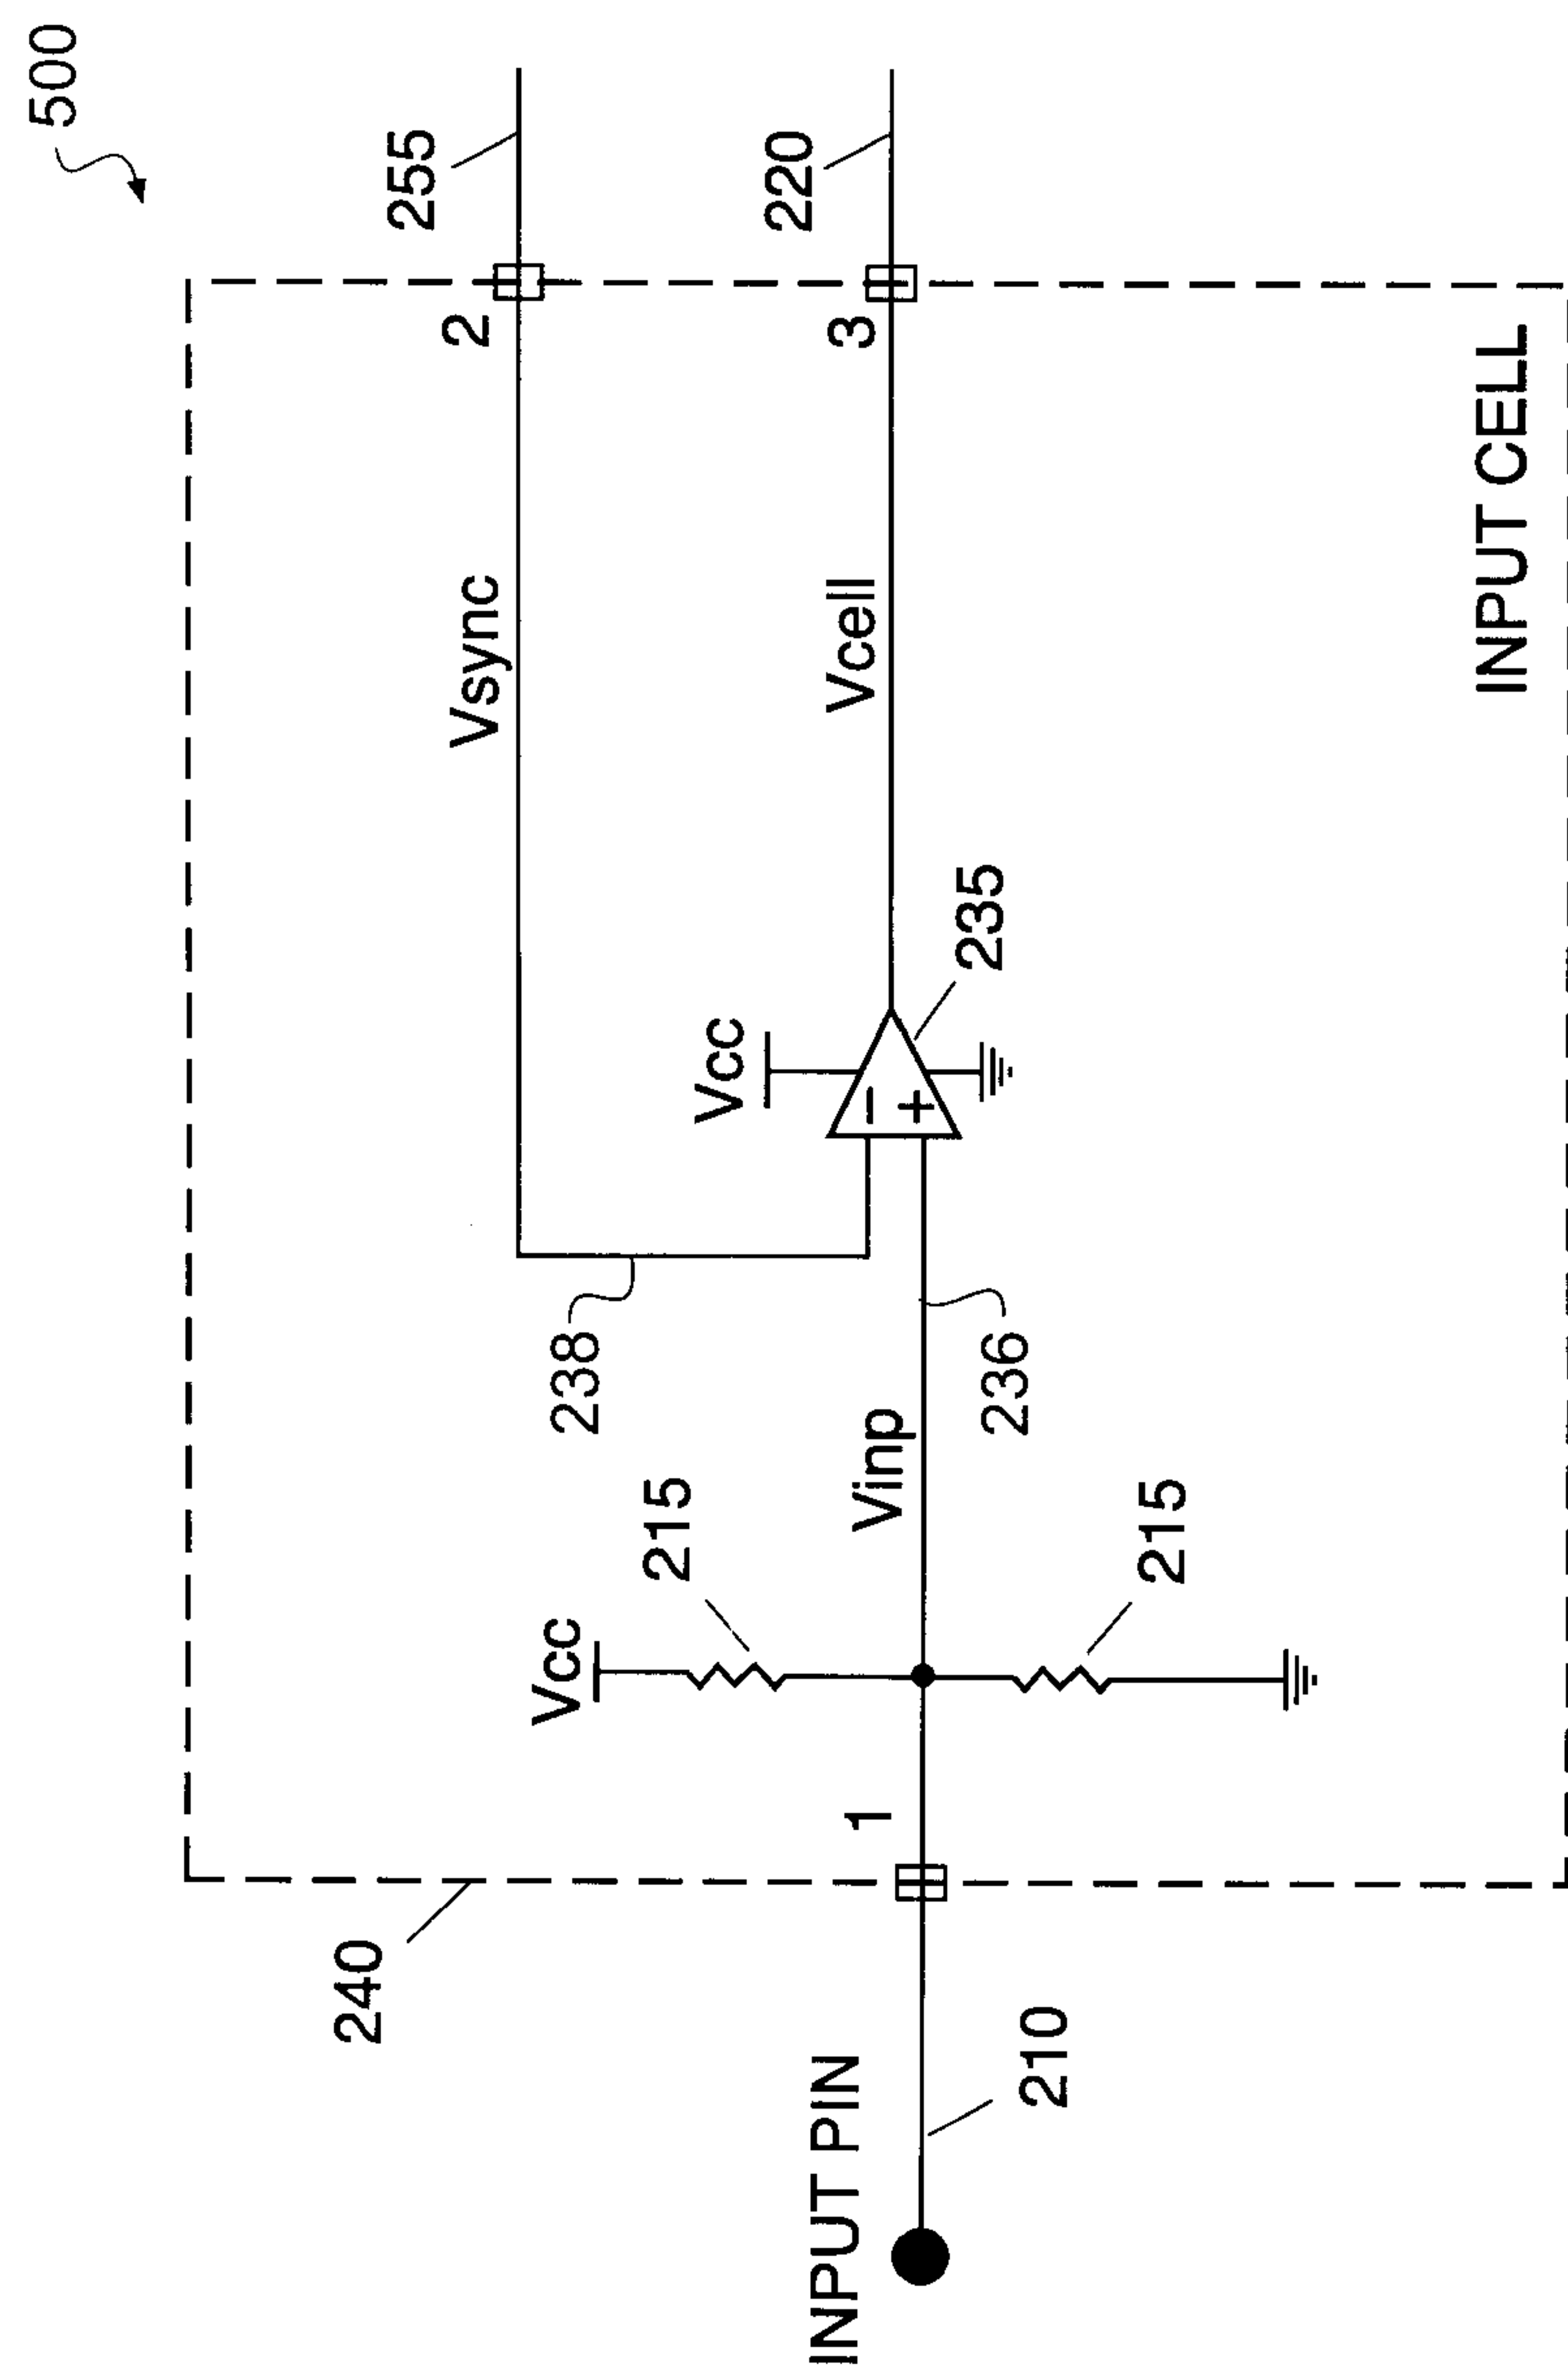 500
255
220
2
3
Vsync
Vcell
INPUT CELL
Vcc
−
+
235
238
236
Vinp
215
215
Vcc
1
240
210
INPUT PIN